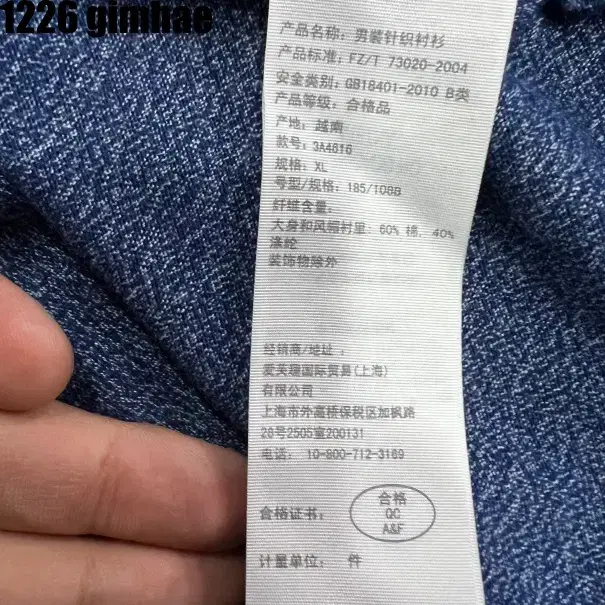 1226 gimhae
产品名称: 男装针织衬衫
产品标准: FZ/T 73020-2004
安全类别: GB18401-2010 B类
产品等级: 合格品
产地: 越南
款号: 3A4816
规格: XL
号型/规格: 185/108B
纤维含量:
大身和风帽衬里: 60% 棉, 40%
涤纶
装饰物除外
经销商/地址,
爱芙趣国际贸易(上海)
有限公司
上海市外高桥保税区加枫路
28号2505室200131
电话: 10-800-712-3169
合格证书:
合格
QC
A&F
计量单位: 件